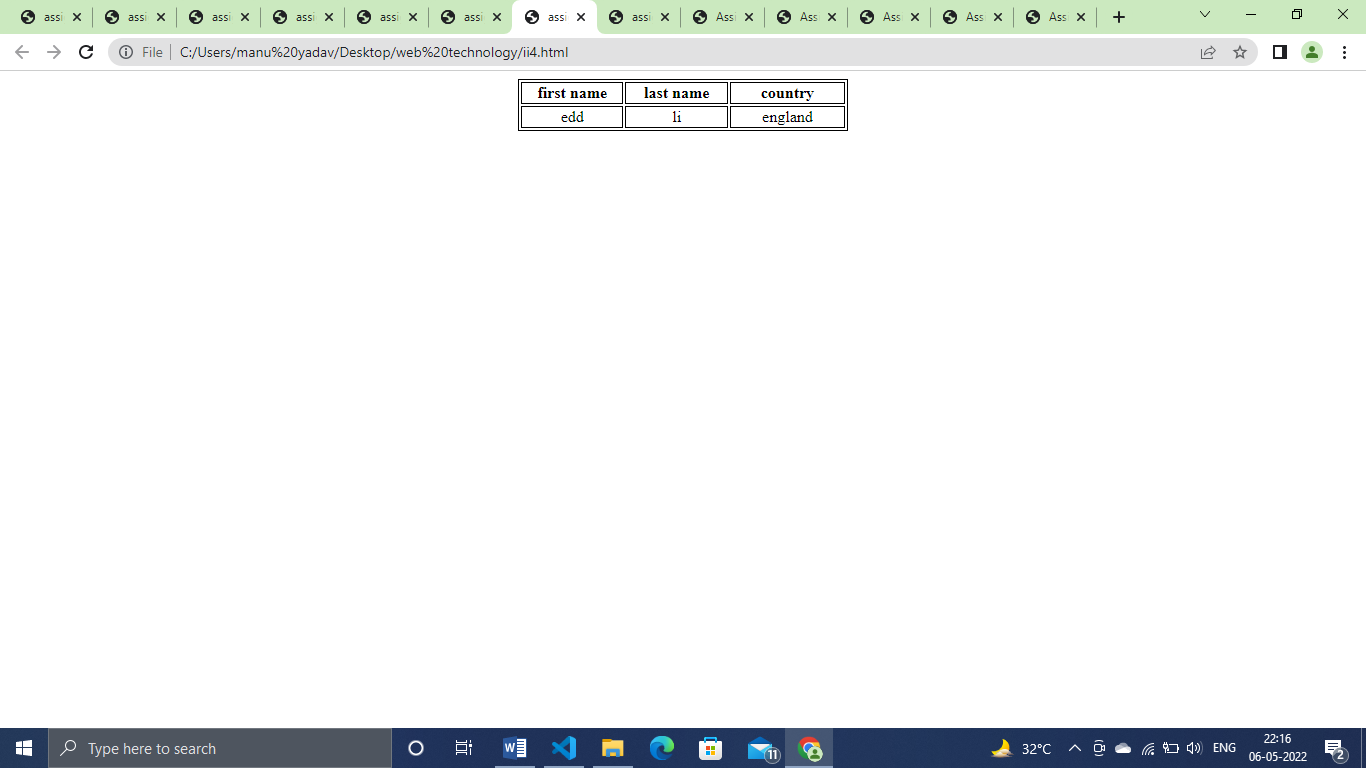 assi assi assi assi assi assi assi assi Assi Ass Ass Ass Ass
File C:/Users/manu%20yadav/Desktop/web%20technology/ii4.html
first name last name country
edd li england
Type here to search 11 32°C ENG 22:16 2
06-05-2022